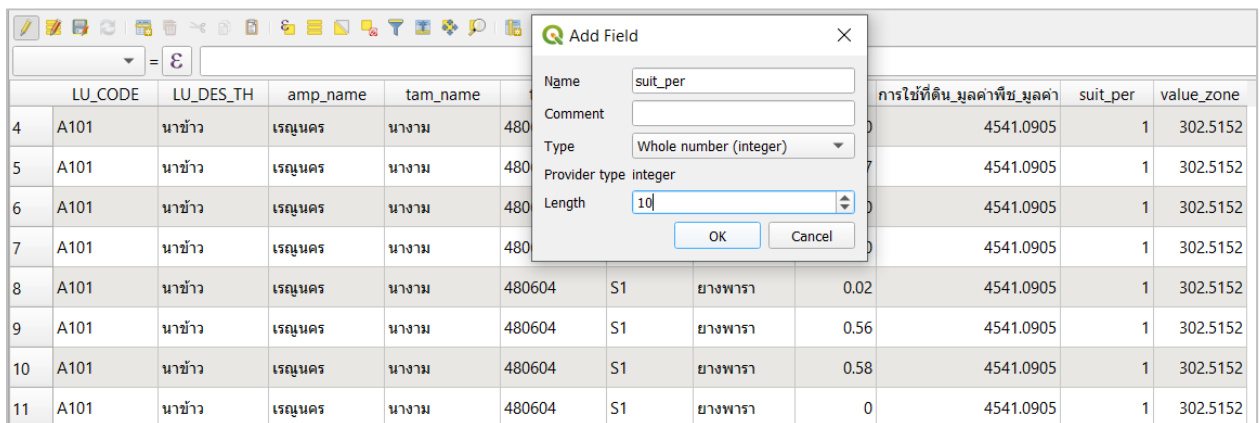 Add Field
= ε
Name suit_per
LU_CODE LU_DES_TH amp_name tam_name การใช้ที่ดิน_มูลค่าพืช_มูลค่า suit_per value_zone
Comment
4 A101 นาข้าว เรณูนคร นางาม 480 4541.0905 1 302.5152
Type Whole number (integer)
5 A101 นาข้าว เรณูนคร นางาม 480 4541.0905 1 302.5152
Provider type integer
Length 10
6 A101 นาข้าว เรณูนคร นางาม 480 4541.0905 1 302.5152
OK Cancel
7 A101 นาข้าว เรณูนคร นางาม 480 4541.0905 1 302.5152
8 A101 นาข้าว เรณูนคร นางาม 480604 S1 ยางพารา 0.02 4541.0905 1 302.5152
9 A101 นาข้าว เรณูนคร นางาม 480604 S1 ยางพารา 0.56 4541.0905 1 302.5152
10 A101 นาข้าว เรณูนคร นางาม 480604 S1 ยางพารา 0.58 4541.0905 1 302.5152
11 A101 นาข้าว เรณูนคร นางาม 480604 S1 ยางพารา 0 4541.0905 1 302.5152